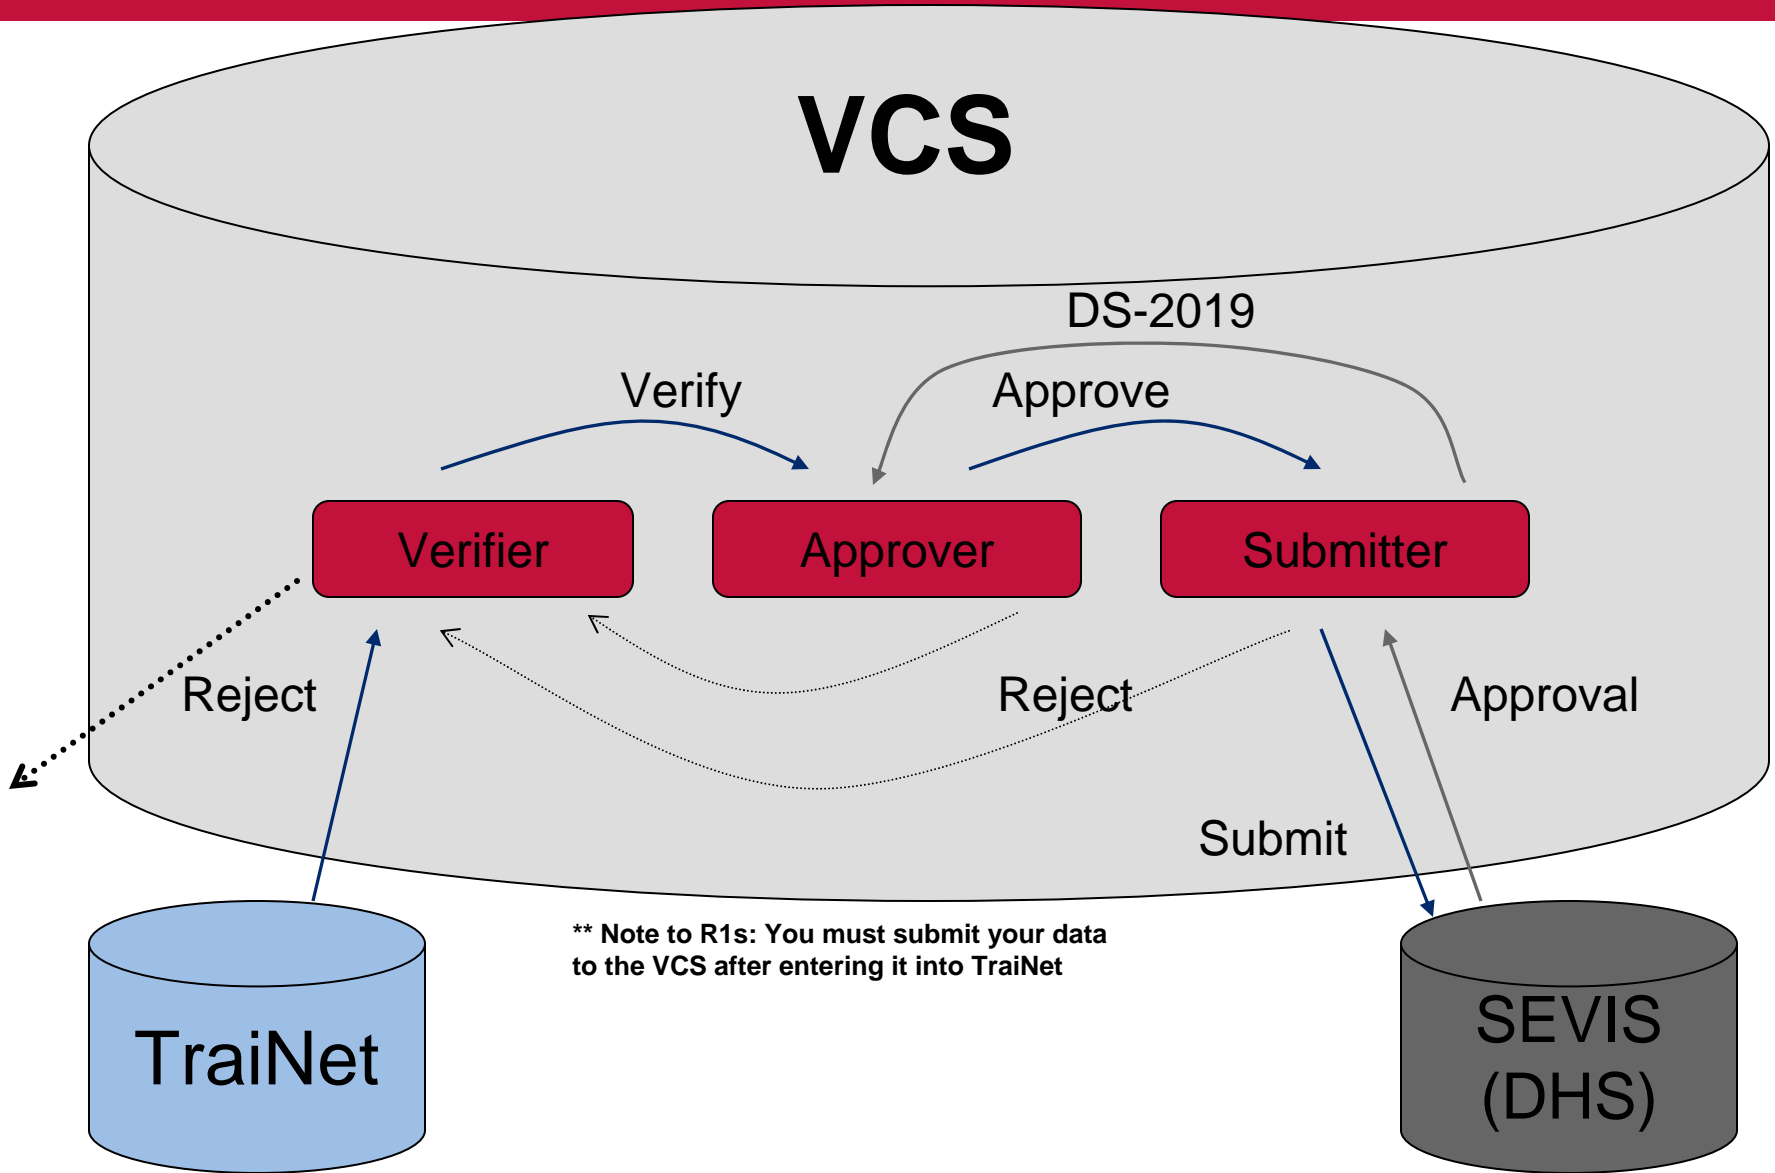 VCS
DS-2019
Verify
Approve
Verifier
Approver
Submitter
Reject
Reject
Approval
Submit
** Note to R1s: You must submit your data
to the VCS after entering it into TraiNet
TraiNet
SEVIS
(DHS)